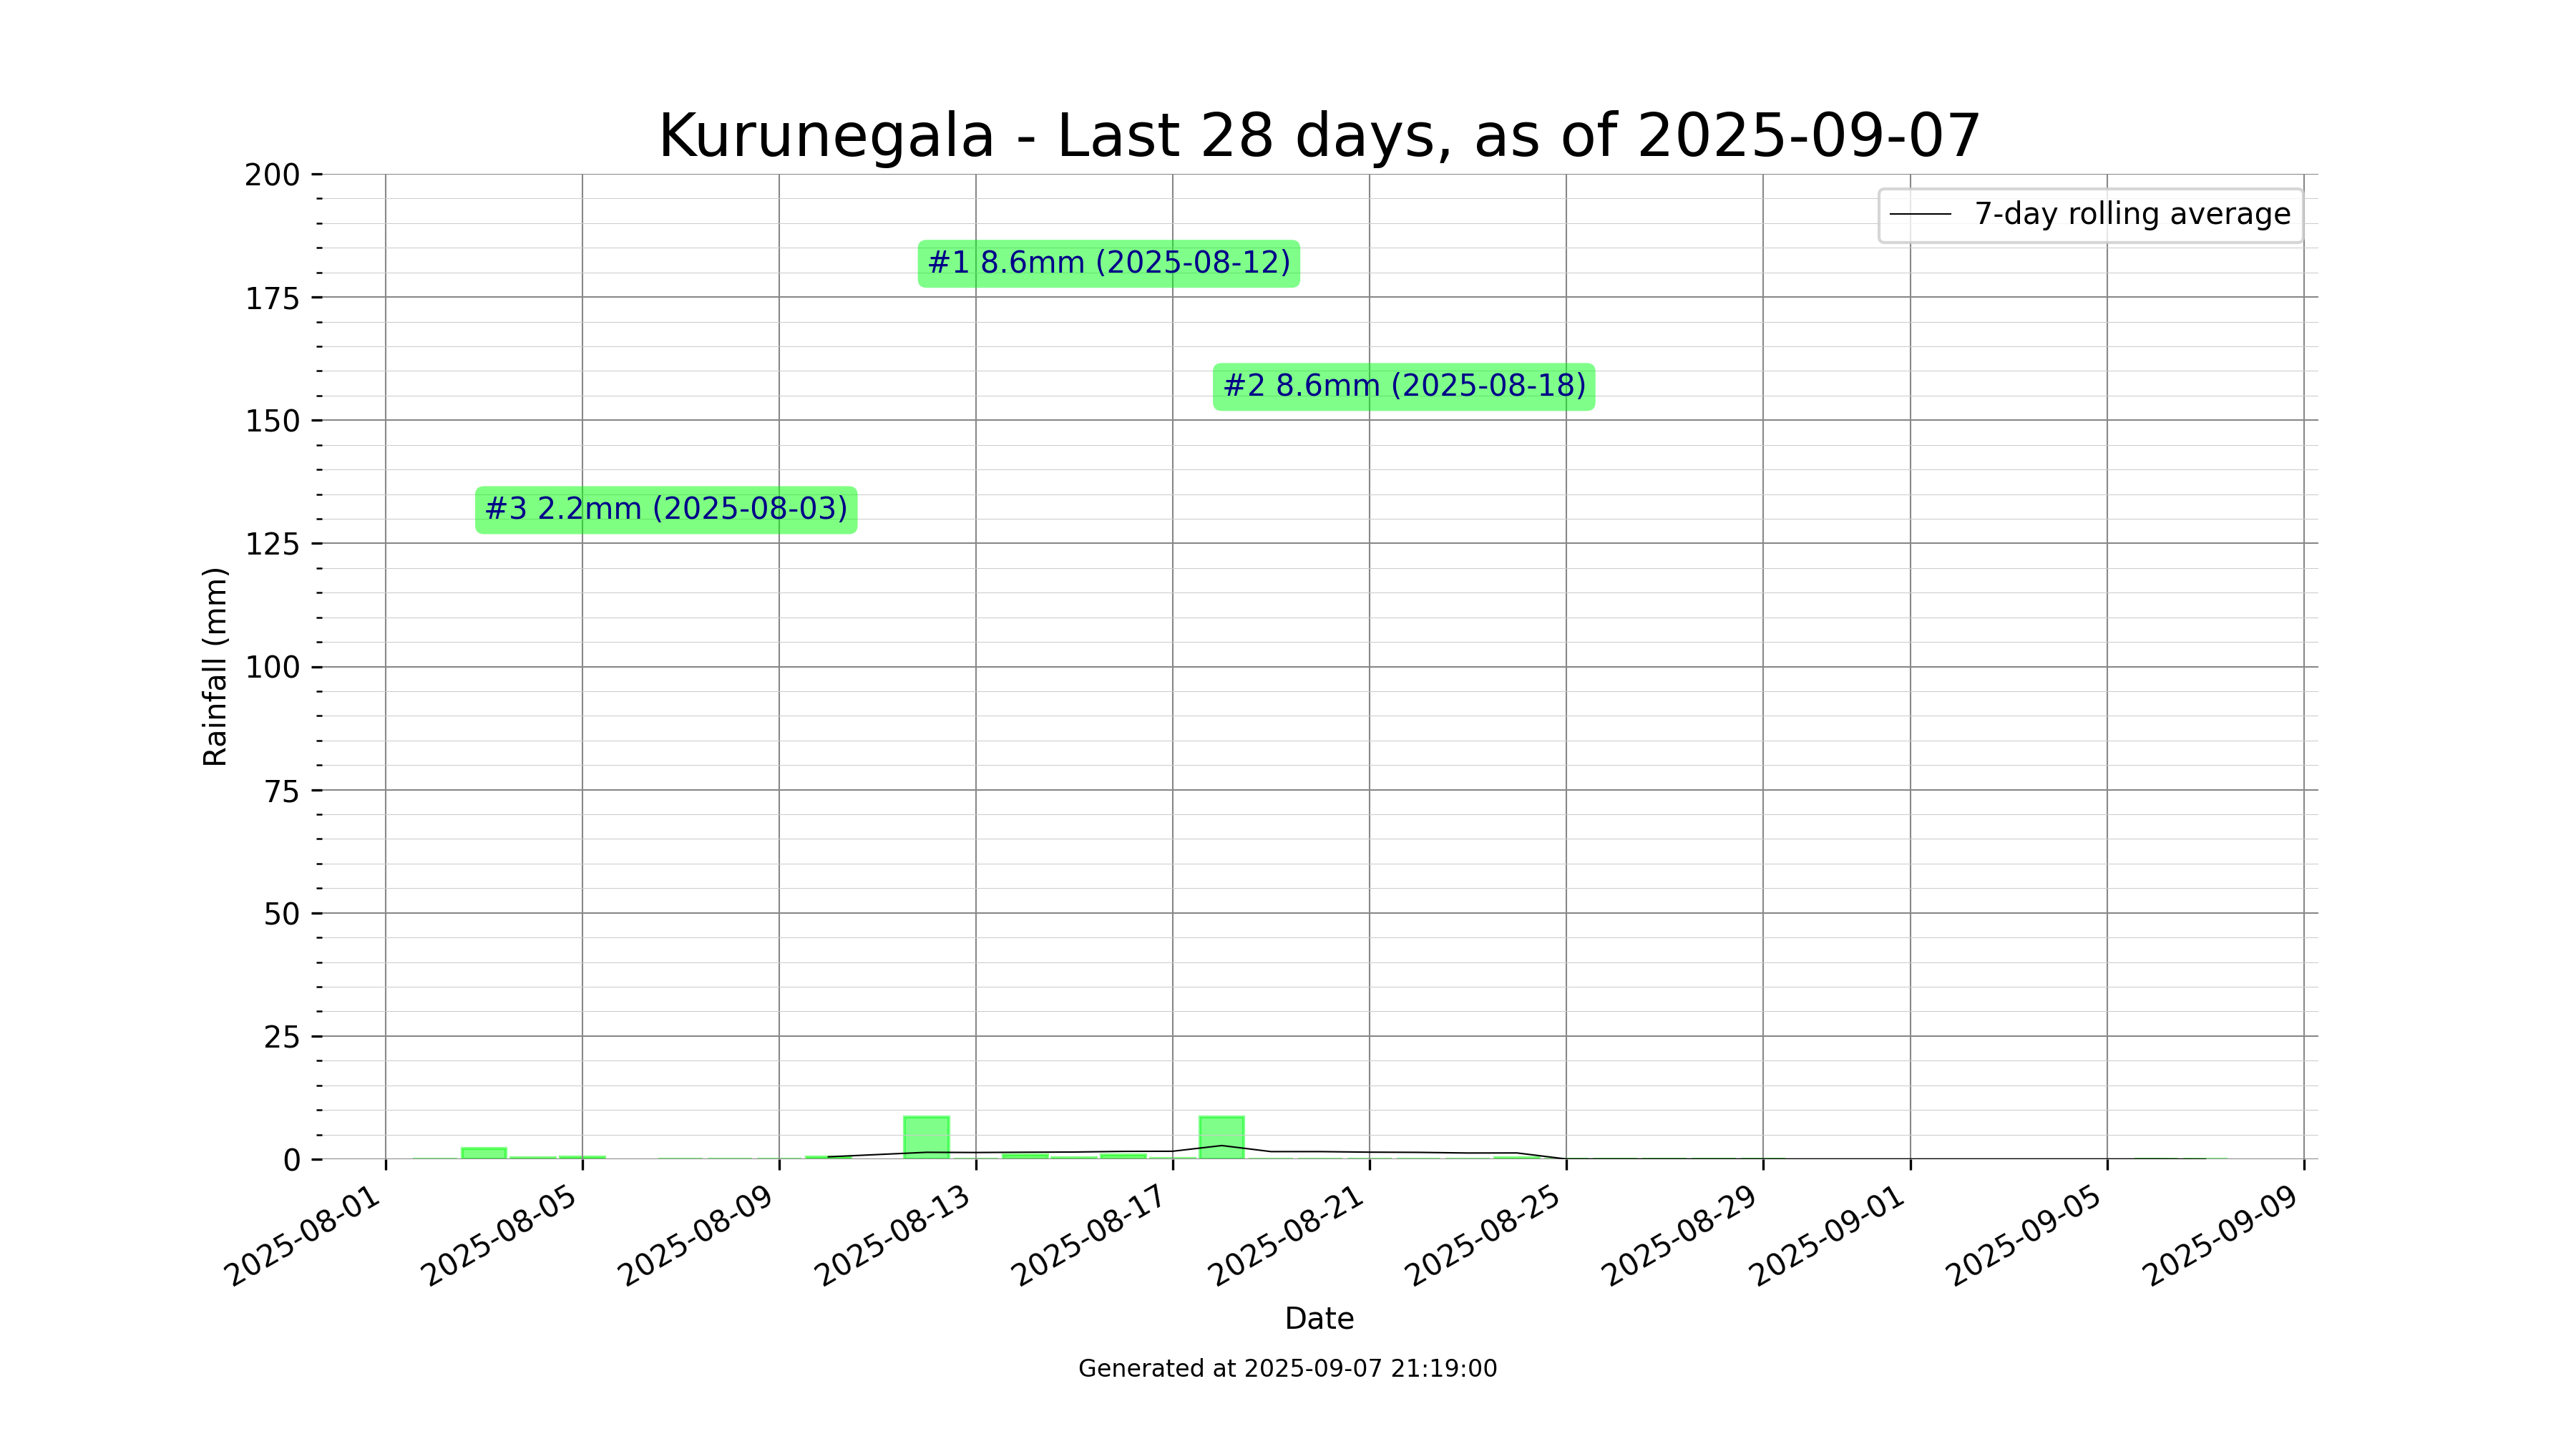 Kurunegala - Last 28 days, as of 2025-09-07
7-day rolling average
#1 8.6mm (2025-08-12)
#2 8.6mm (2025-08-18)
#3 2.2mm (2025-08-03)
Rainfall (mm)
200
175
150
125
100
75
50
25
0
2025-08-01
2025-08-05
2025-08-09
2025-08-13
2025-08-17
2025-08-21
2025-08-25
2025-08-29
2025-09-01
2025-09-05
2025-09-09
Date
Generated at 2025-09-07 21:19:00